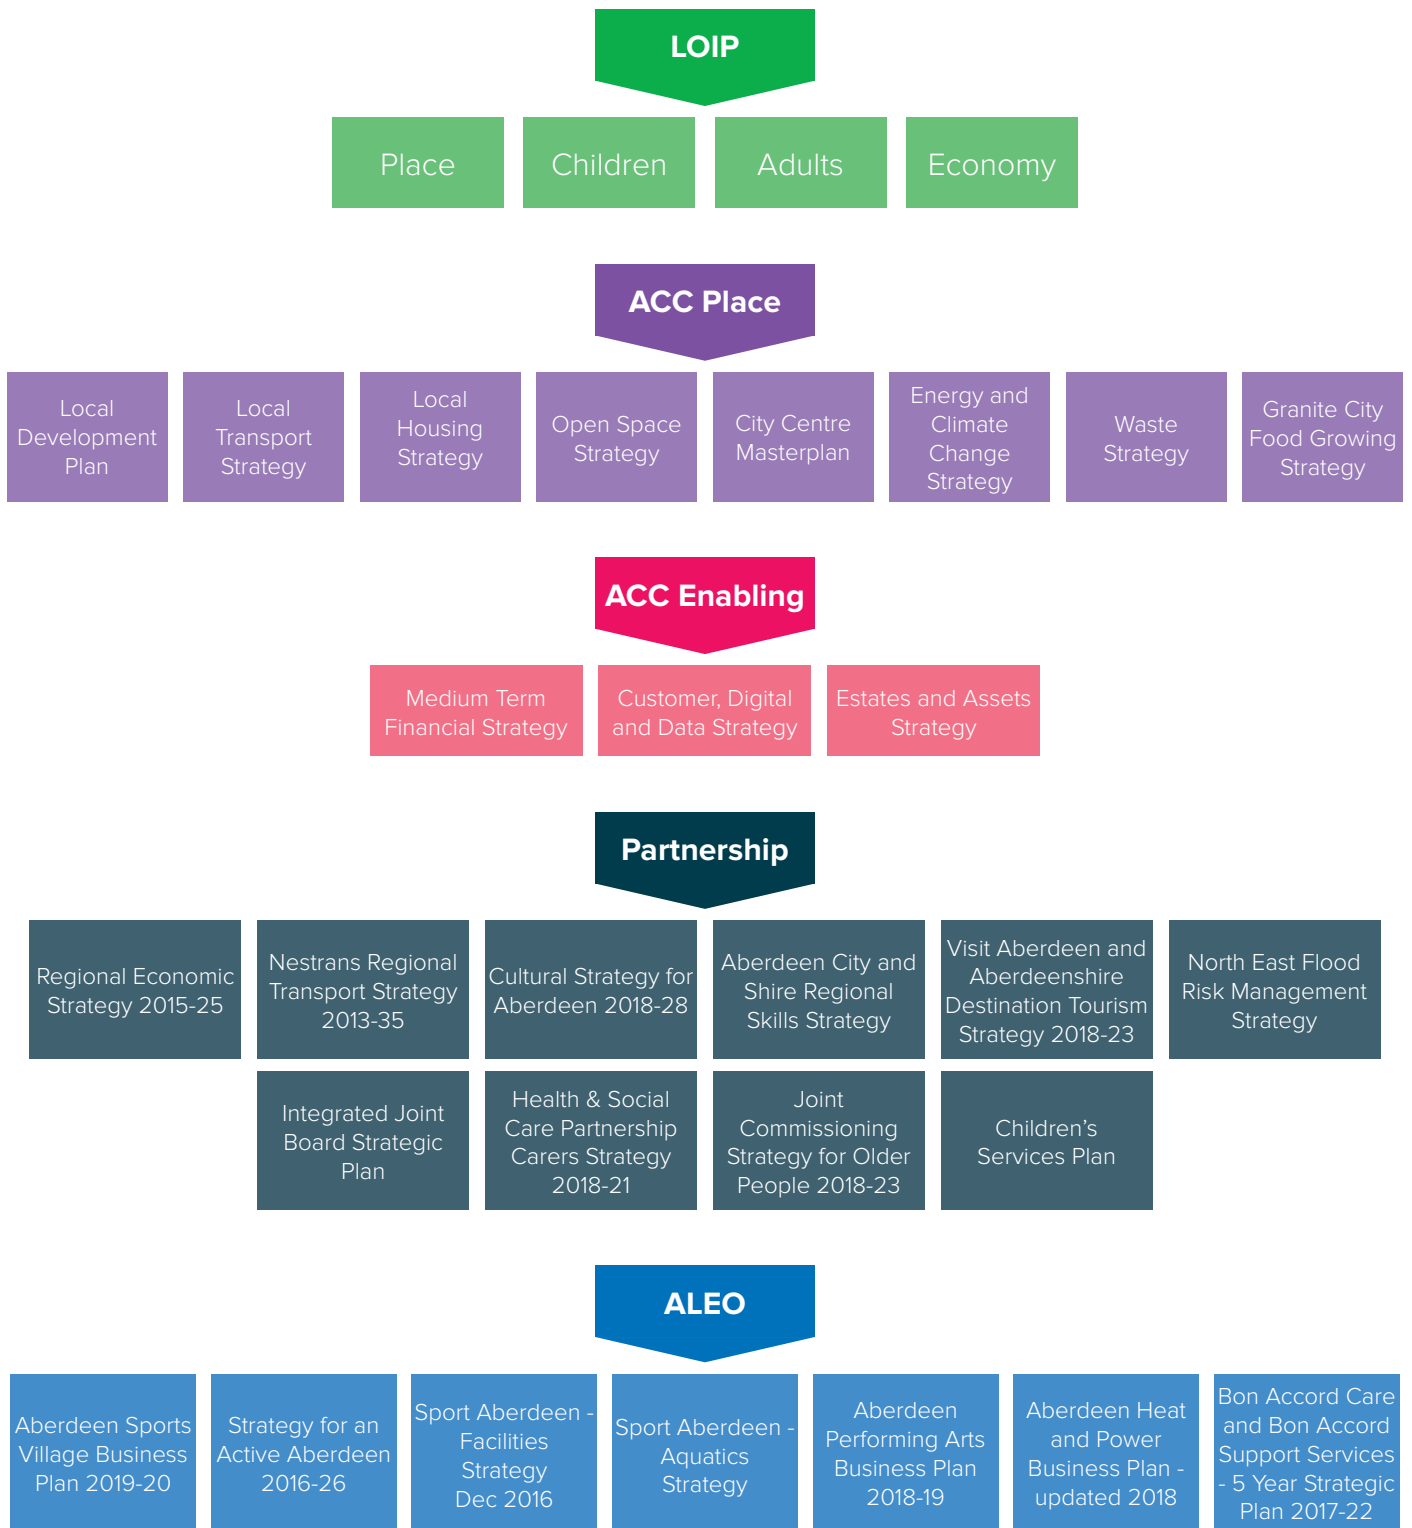 LOIP
Place
Children
Adults
Economy
ACC Place
Local
Development
Plan
Local
Transport
Strategy
Local
Housing
Strategy
Open Space
Strategy
City Centre
Masterplan
Energy and
Climate
Change
Strategy
Waste
Strategy
Granite City
Food Growing
Strategy
ACC Enabling
Medium Term
Financial Strategy
Customer, Digital
and Data Strategy
Estates and Assets
Strategy
Partnership
Regional Economic
Strategy 2015-25
Nestrans Regional
Transport Strategy
2013-35
Cultural Strategy for
Aberdeen 2018-28
Aberdeen City and
Shire Regional
Skills Strategy
Visit Aberdeen and
Aberdeenshire
Destination Tourism
Strategy 2018-23
North East Flood
Risk Management
Strategy
Integrated Joint
Board Strategic
Plan
Health & Social
Care Partnership
Carers Strategy
2018-21
Joint
Commissioning
Strategy for Older
People 2018-23
Children’s
Services Plan
ALEO
Aberdeen Sports
Village Business
Plan 2019-20
Strategy for an
Active Aberdeen
2016-26
Sport Aberdeen -
Facilities
Strategy
Dec 2016
Sport Aberdeen -
Aquatics
Strategy
Aberdeen
Performing Arts
Business Plan
2018-19
Aberdeen Heat
and Power
Business Plan -
updated 2018
Bon Accord Care
and Bon Accord
Support Services
- 5 Year Strategic
Plan 2017-22